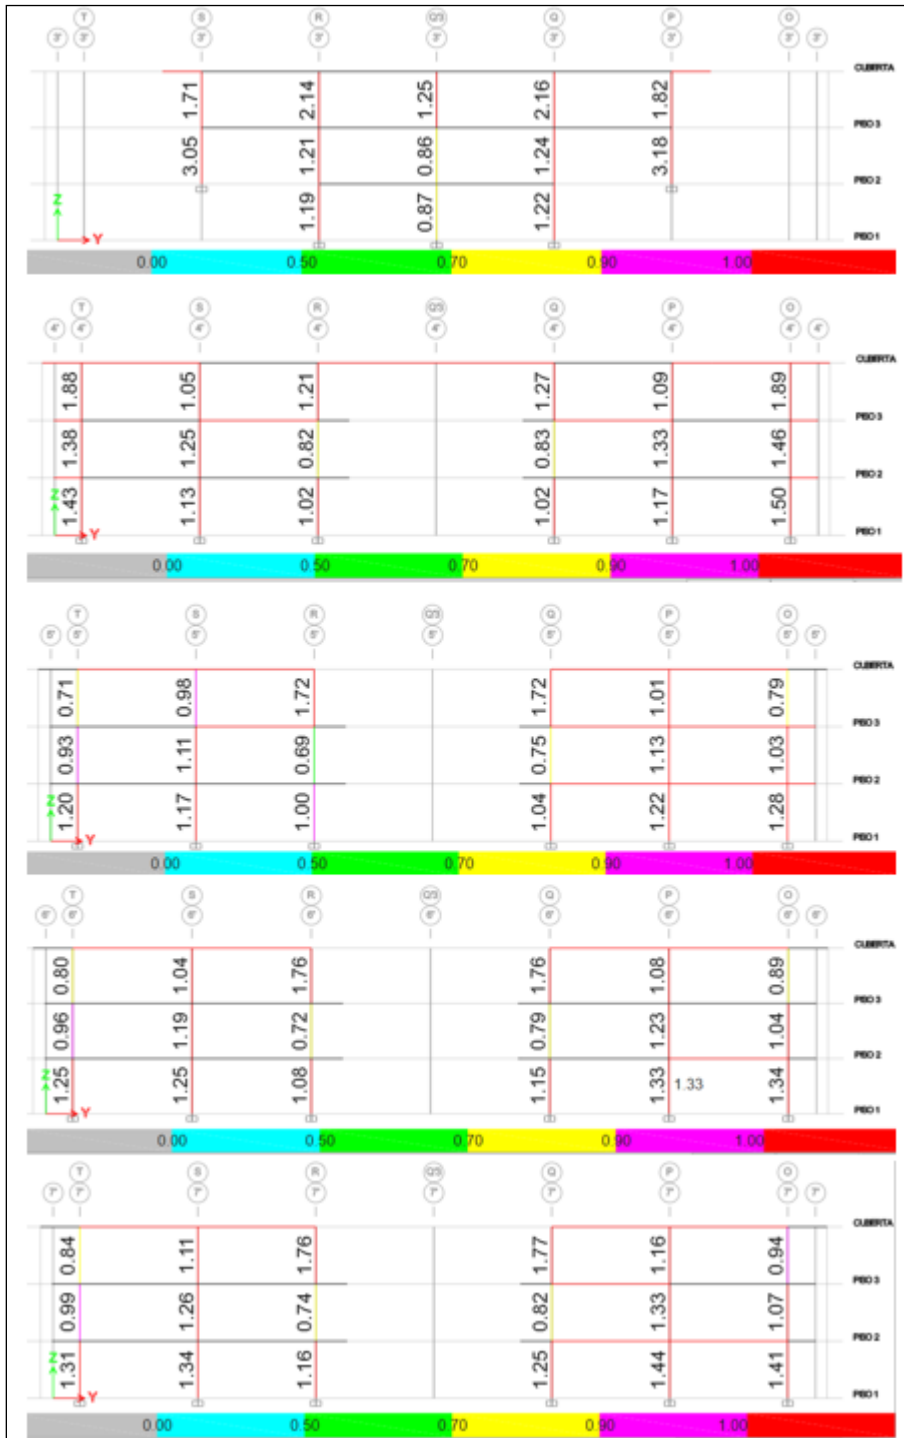 T S R Q3 Q P O
3' 3' 3' 3' 3' 3' 3' 3' 3'
CUBIERTA
1.71 2.14 1.25 2.16 1.82
PISO 3
3.05 1.21 0.86 1.24 3.18
PISO 2
Z
1.19 0.87 1.22
Y
PISO 1
0.00 0.50 0.70 0.90 1.00
T S R Q3 Q P O
4' 4' 4' 4' 4' 4' 4' 4' 4'
CUBIERTA
1.88 1.05 1.21 1.27 1.09 1.89
PISO 3
1.38 1.25 0.82 0.83 1.33 1.46
PISO 2
Z
1.43 1.13 1.02 1.02 1.17 1.50
Y
PISO 1
0.00 0.50 0.70 0.90 1.00
T S R Q3 Q P O
5' 5' 5' 5' 5' 5' 5' 5' 5'
CUBIERTA
0.71 0.98 1.72 1.72 1.01 0.79
PISO 3
0.93 1.11 0.69 0.75 1.13 1.03
PISO 2
Z
1.20 1.17 1.00 1.04 1.22 1.28
Y
PISO 1
0.00 0.50 0.70 0.90 1.00
T S R Q3 Q P O
6' 6' 6' 6' 6' 6' 6' 6' 6'
CUBIERTA
0.80 1.04 1.76 1.76 1.08 0.89
PISO 3
0.96 1.19 0.72 0.79 1.23 1.04
PISO 2
Z
1.25 1.25 1.08 1.15 1.33 1.33 1.34
Y
PISO 1
0.00 0.50 0.70 0.90 1.00
T S R Q3 Q P O
7' 7' 7' 7' 7' 7' 7' 7' 7'
CUBIERTA
0.84 1.11 1.76 1.77 1.16 0.94
PISO 3
0.99 1.26 0.74 0.82 1.33 1.07
PISO 2
Z
1.31 1.34 1.16 1.25 1.44 1.41
Y
PISO 1
0.00 0.50 0.70 0.90 1.00